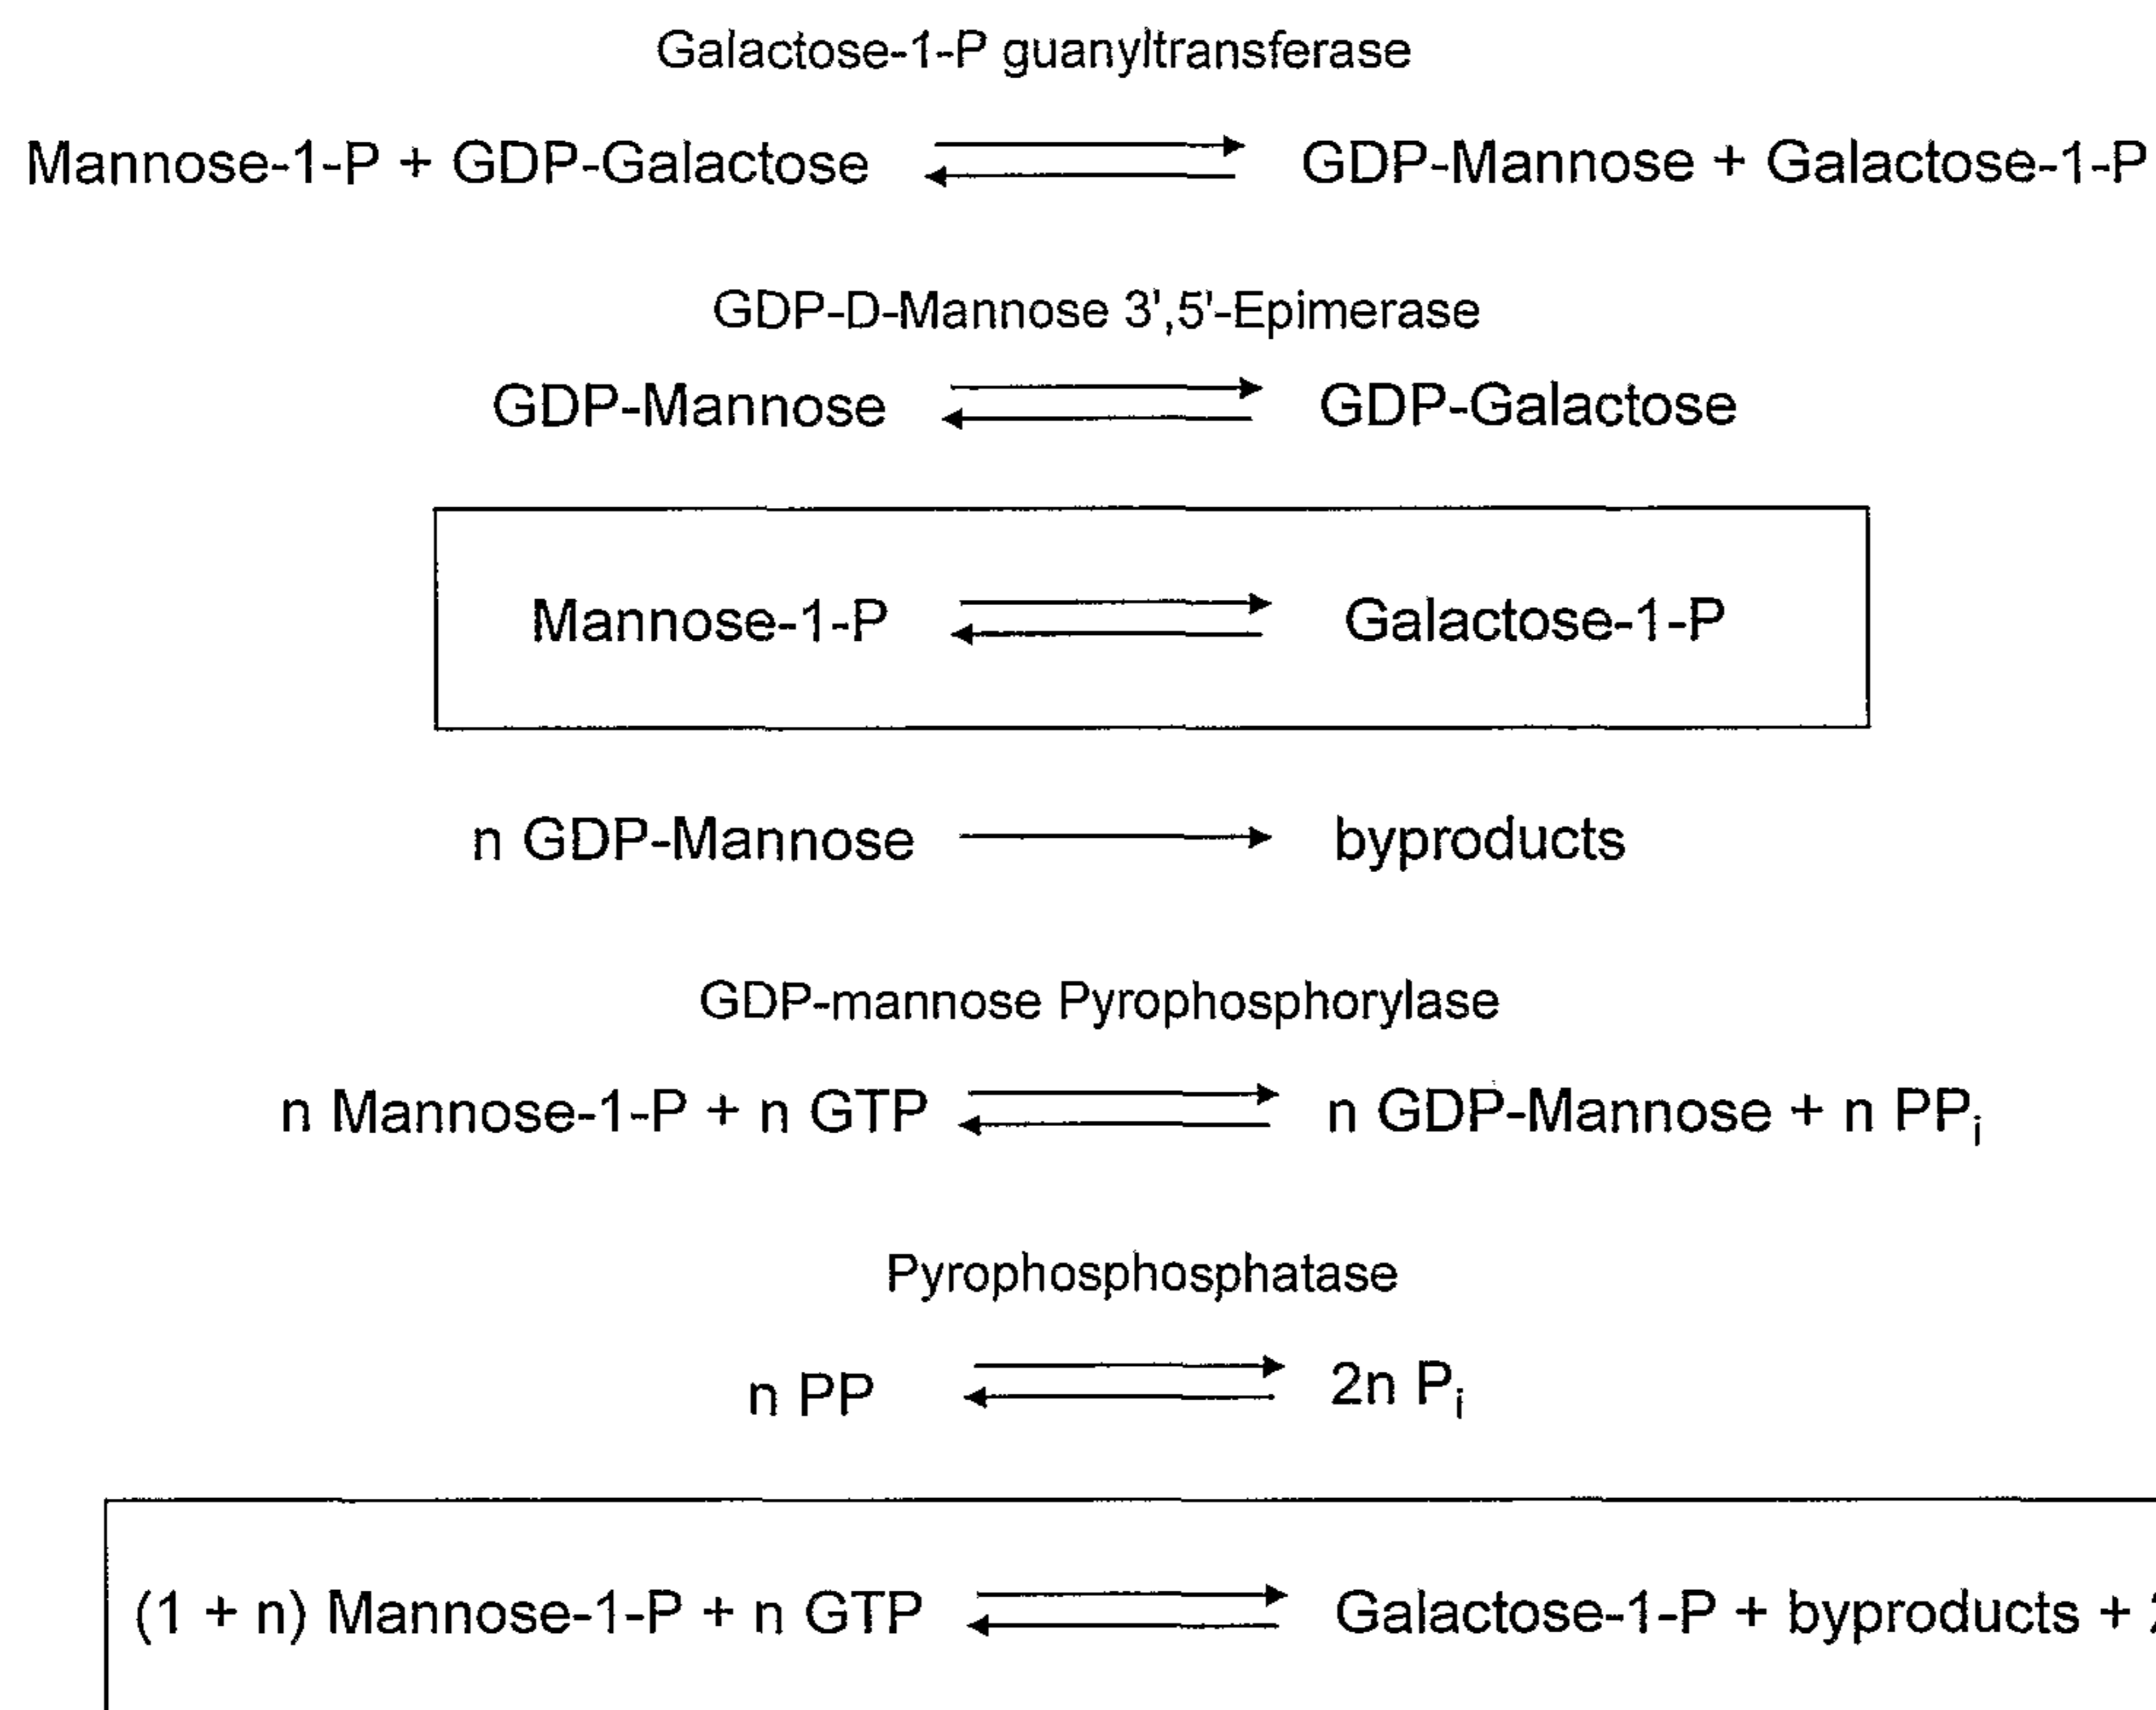 Galactose-1-P guanyltransferase
Mannose-1-P + GDP-Galactose ⇌ GDP-Mannose + Galactose-1-P
GDP-D-Mannose 3',5'-Epimerase
GDP-Mannose ⇌ GDP-Galactose
Mannose-1-P ⇌ Galactose-1-P
n GDP-Mannose → byproducts
GDP-mannose Pyrophosphorylase
n Mannose-1-P + n GTP ⇌ n GDP-Mannose + n PPi
Pyrophosphosphatase
n PP ⇌ 2n Pi
(1 + n) Mannose-1-P + n GTP ⇌ Galactose-1-P + byproducts +